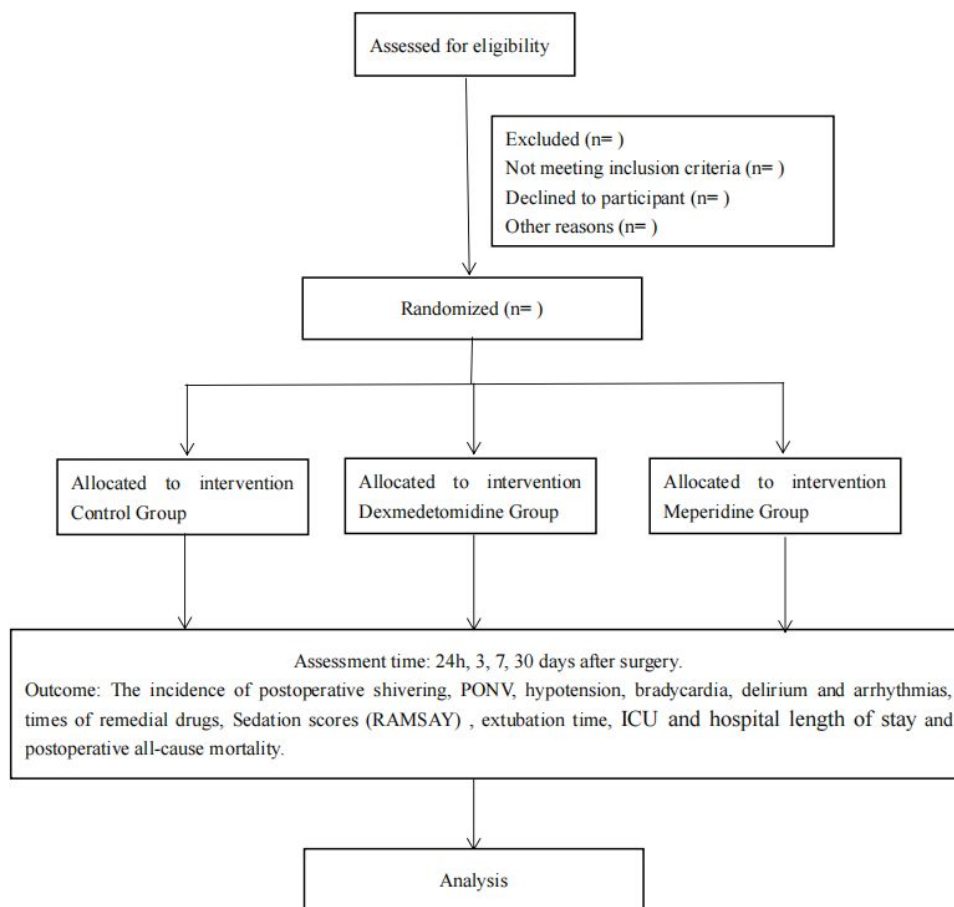 Assessed for eligibility
Excluded (n= )
Not meeting inclusion criteria (n= )
Declined to participant (n= )
Other reasons (n= )
Randomized (n= )
Allocated to intervention
Control Group
Allocated to intervention
Dexmedetomidine Group
Allocated to intervention
Meperidine Group
Assessment time: 24h, 3, 7, 30 days after surgery.
Outcome: The incidence of postoperative shivering, PONV, hypotension, bradycardia, delirium and arrhythmias,
times of remedial drugs, Sedation scores (RAMSAY) , extubation time, ICU and hospital length of stay and
postoperative all-cause mortality.
Analysis